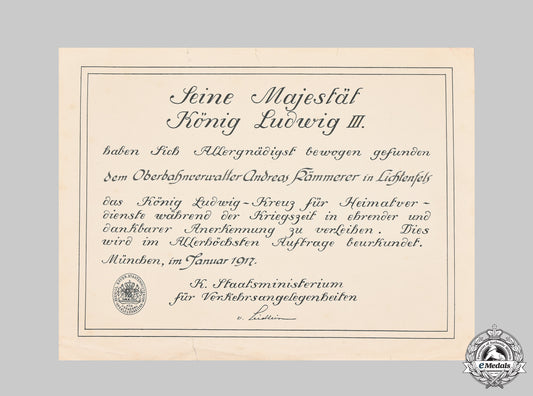 Seine Majestät
König Ludwig III.
haben Sich Allergnädigst bewogen gefunden
dem Oberbahnverwalter Andreas Kämmerer in Lichtenfels
das König Ludwig-Kreuz für Heimatver-
dienste während der Kriegszeit in ehrender und
dankbarer Anerkennung zu verleihen. Dies
wird im Allerhöchsten Auftrage beurkundet.
München, im Januar 1917.
K. Staatsministerium
für Verkehrsangelegenheiten
v.
eMedals